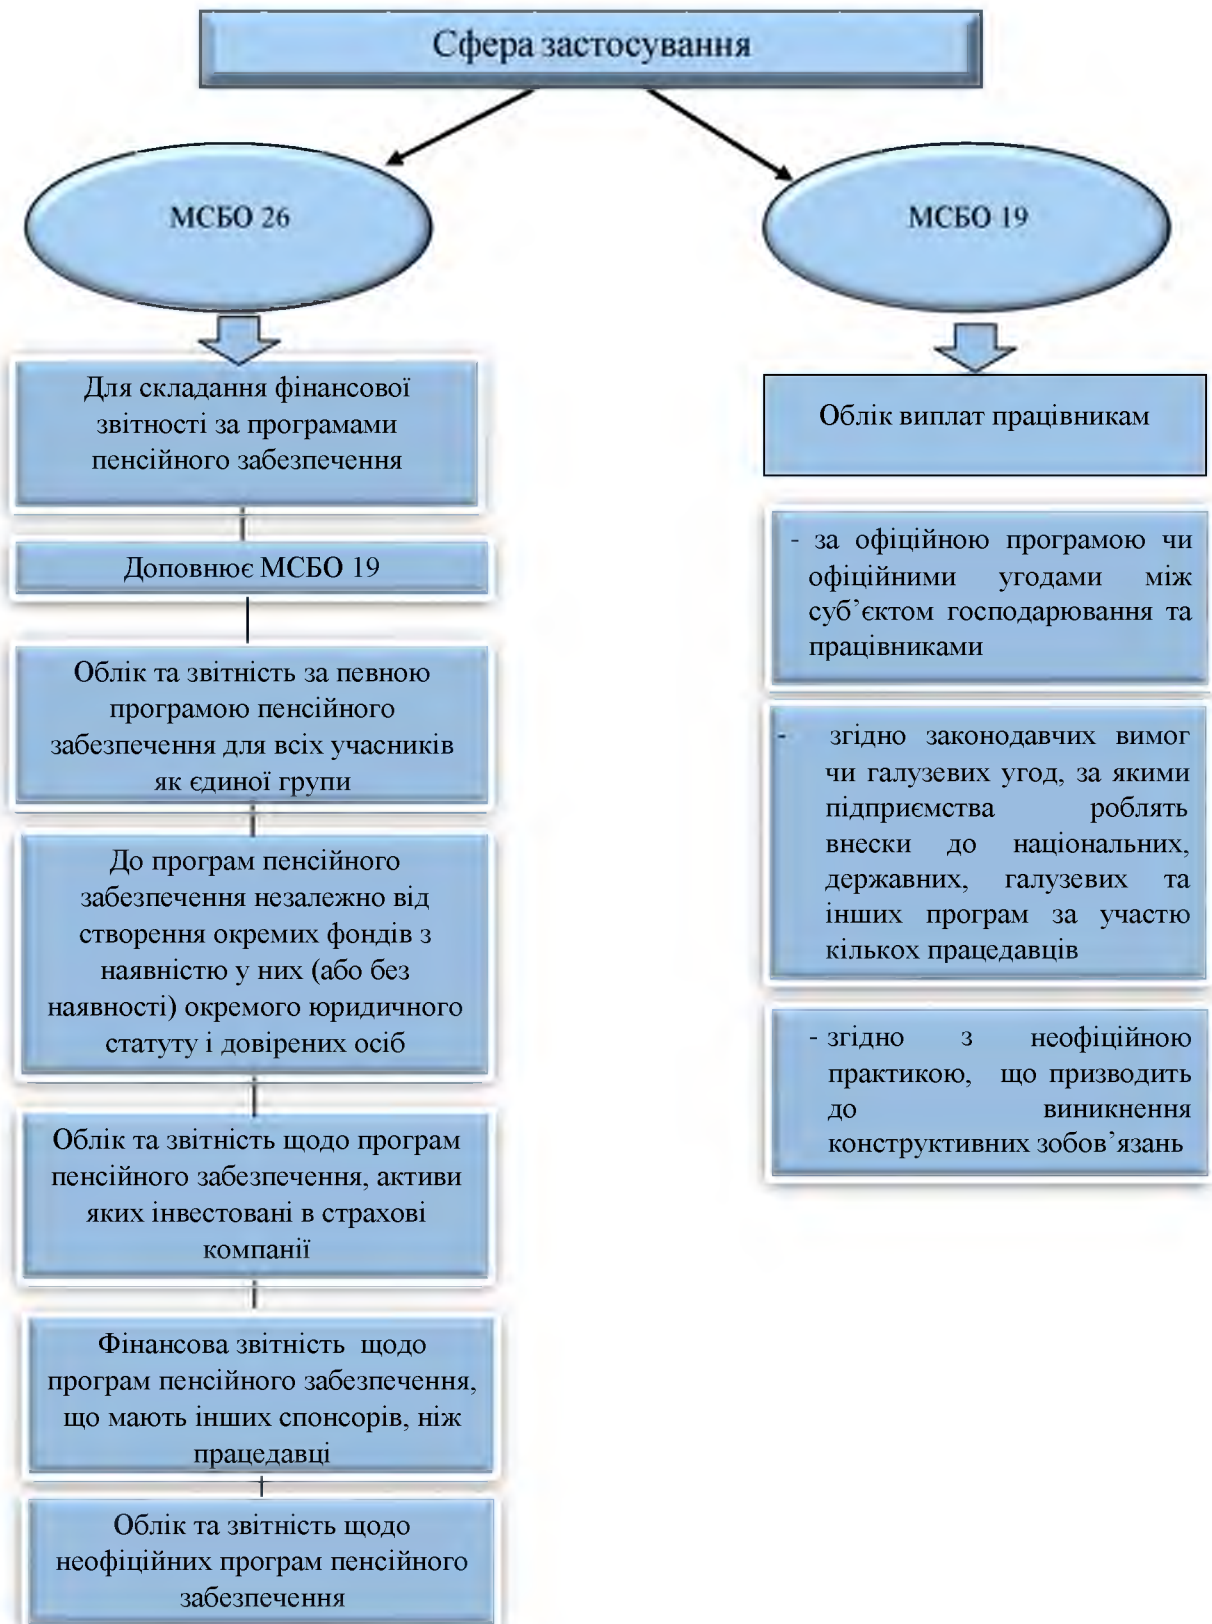 Сфера застосування
МСБО 26
Для складання фінансової
звітності за програмами
пенсійного забезпечення
Доповнює МСБО 19
Облік та звітність за певною
програмою пенсійного
забезпечення для всіх учасників
як єдиної групи
До програм пенсійного
забезпечення незалежно від
створення окремих фондів з
наявністю у них (або без
наявності) окремого юридичного
статуту і довірених осіб
Облік та звітність щодо програм
пенсійного забезпечення, активи
яких інвестовані в страхові
компанії
Фінансова звітність щодо
програм пенсійного забезпечення,
що мають інших спонсорів, ніж
працедавці
Облік та звітність щодо
неофіційних програм пенсійного
забезпечення
МСБО 19
Облік виплат працівникам
- за офіційною програмою чи
офіційними угодами між
суб’єктом господарювання та
працівниками
- згідно законодавчих вимог
чи галузевих угод, за якими
підприємства роблять
внески до національних,
державних, галузевих та
інших програм за участю
кількох працедавців
- згідно з неофіційною
практикою, що призводить
до виникнення
конструктивних зобов’язань